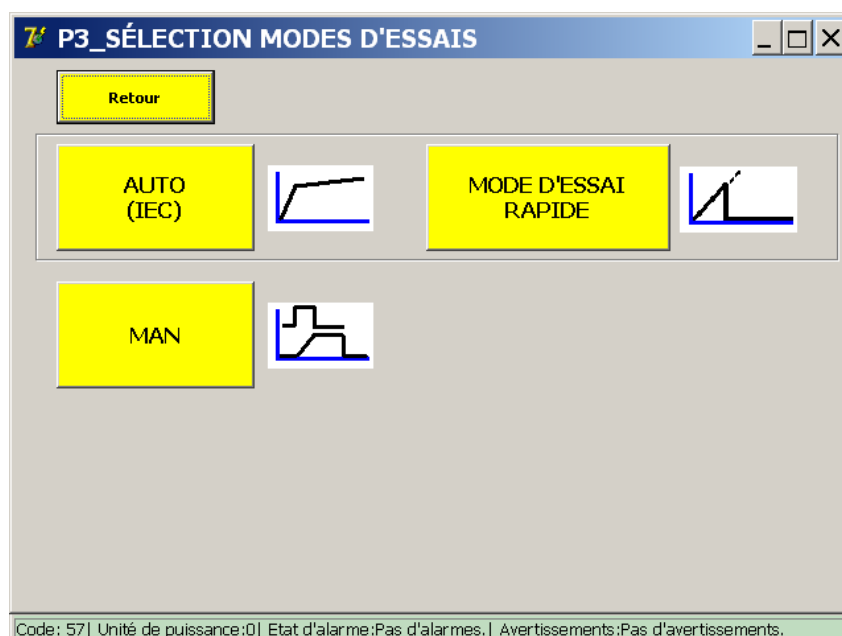 P3_SÉLECTION MODES D'ESSAIS
Retour
AUTO
(IEC)
MODE D'ESSAI
RAPIDE
MAN
Code: 57| Unité de puissance:0| Etat d'alarme:Pas d'alarmes.| Avertissements:Pas d'avertissements.